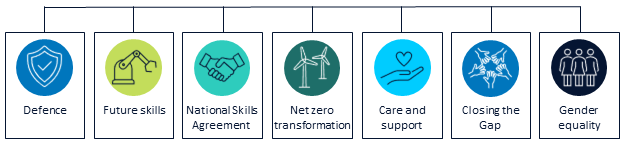 Defence
Future skills
National Skills
Agreement
Net zero
transformation
Care and
support
Closing the
Gap
Gender
equality